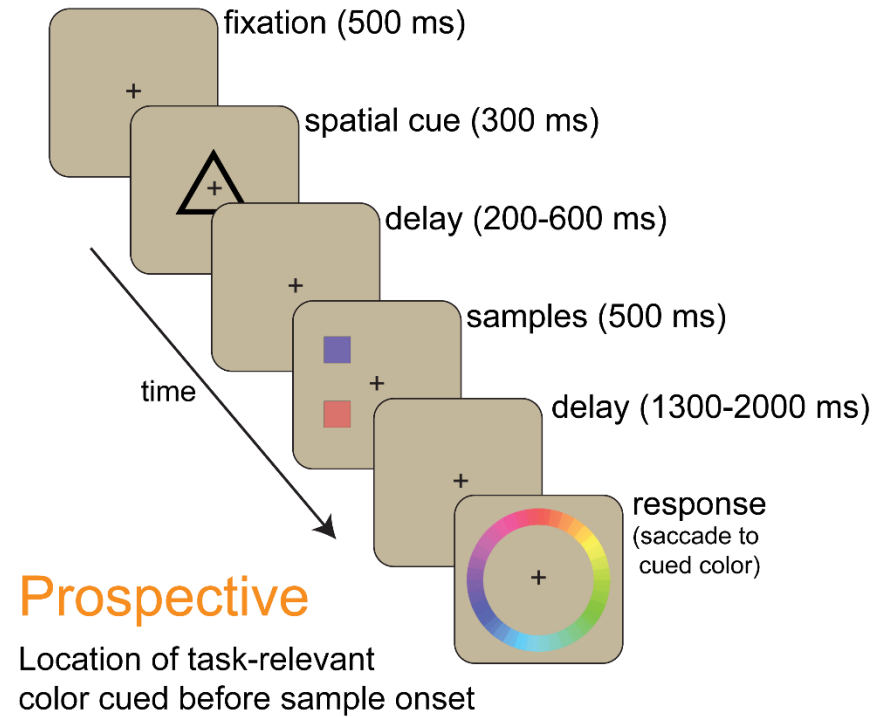 fixation (500 ms)
spatial cue (300 ms)
delay (200-600 ms)
samples (500 ms)
time
delay (1300-2000 ms)
response
(saccade to
cued color)
Prospective
Location of task-relevant
color cued before sample onset